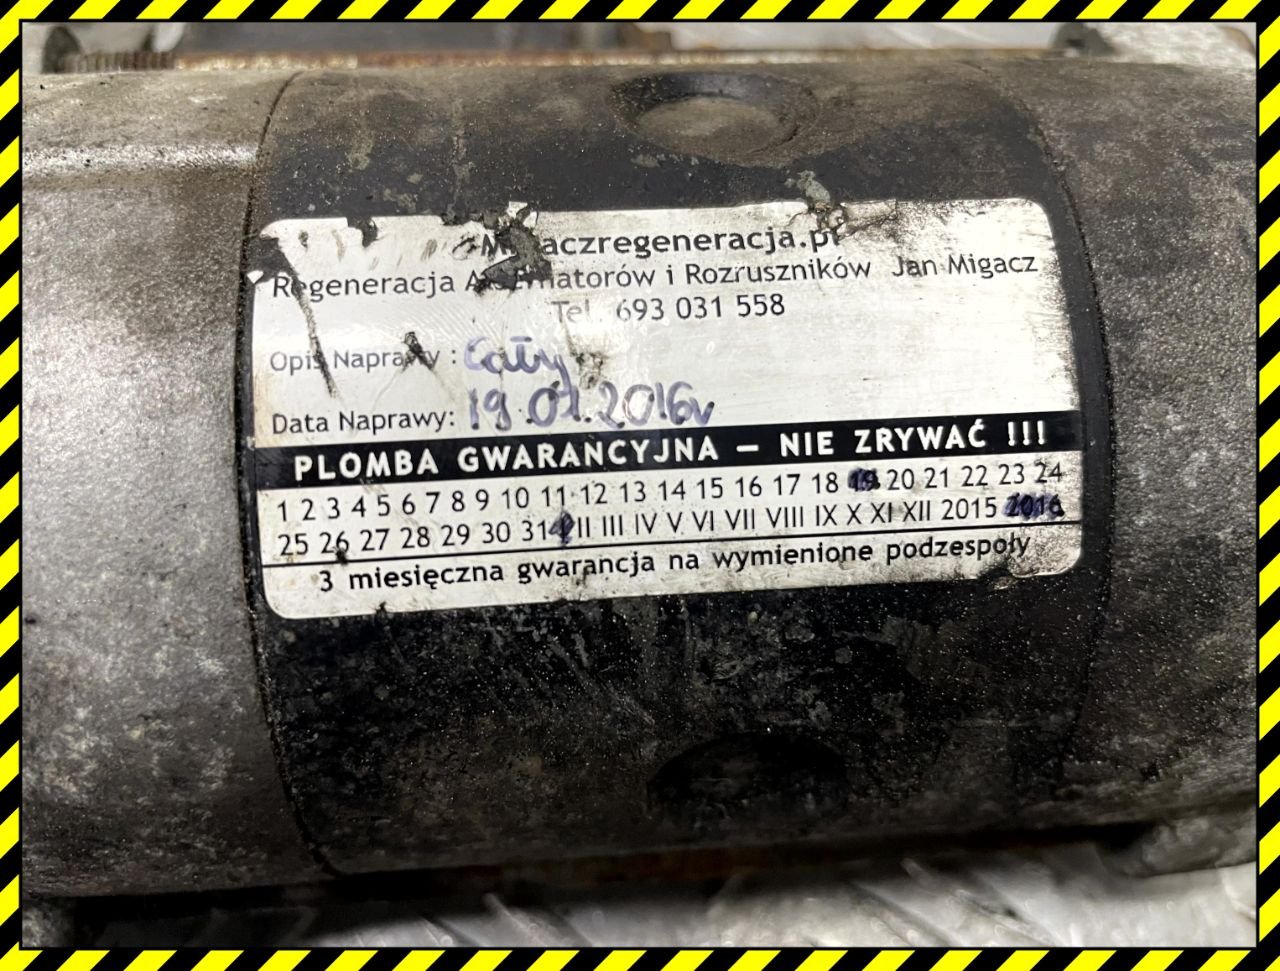 Migaczregeneracja.pl
Regeneracja Alternatorów i Rozruszników Jan Migacz
Tel. 693 031 558
Opis Naprawy : Cały
Data Naprawy: 19.01.2016r
PLOMBA GWARANCYJNA – NIE ZRYWAĆ !!!
1 2 3 4 5 6 7 8 9 10 11 12 13 14 15 16 17 18 19 20 21 22 23 24
25 26 27 28 29 30 31 I II III IV V VI VII VIII IX X XI XII 2015 2016
3 miesięczna gwarancja na wymienione podzespoły